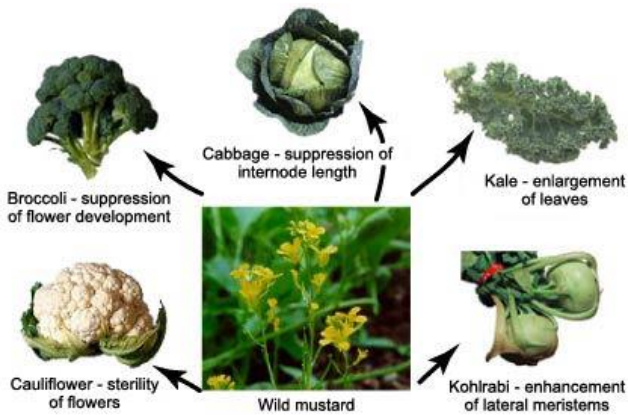 Cabbage - suppression of
internode length
Broccoli - suppression
of flower development
Kale - enlargement
of leaves
Cauliflower - sterility
of flowers
Wild mustard
Kohlrabi - enhancement
of lateral meristems